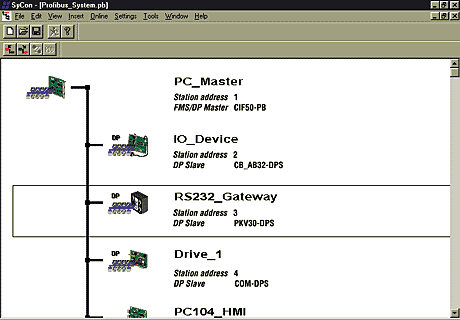 SyCon - [Profibus_System.pb]
File Edit View Insert Online Settings Tools Window Help
PC_Master
Station address 1
FMS/DP Master CIF50-PB
DP
IO_Device
Station address 2
DP Slave CB_AB32-DPS
DP
RS232_Gateway
Station address 3
DP Slave PKV30-DPS
DP
Drive_1
Station address 4
DP Slave COM-DPS
PC104_HMI